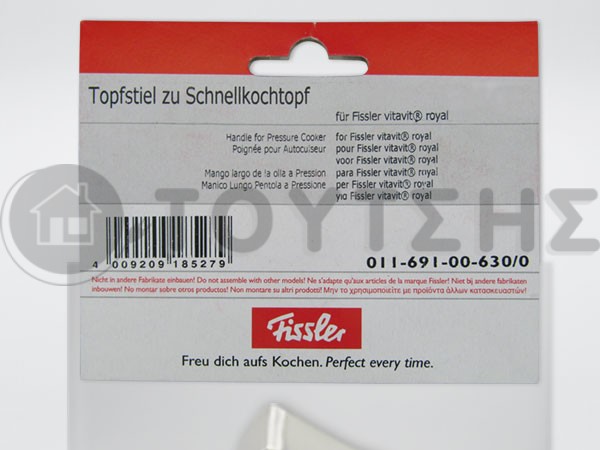 Topfstiel zu Schnellkochtopf
für Fissler vitavit® royal
Handle for Pressure Cooker for Fissler vitavit® royal
Poignée pour Autocuiseur pour Fissler vitavit® royal
voor Fissler vitavit® royal
Mango largo de la olla a Pression para Fissler vitavit® royal
Manico Lungo Pentola a Pressione per Fissler vitavit® royal
για Fissler vitavit® royal
ΤΟΥΤΣΗΣ
4 009209 185279
011-691-00-630/0
Nicht in andere Fabrikate einbauen! Do not assemble with other models! Ne s'adapte qu'aux articles de la marque Fissler! Niet bij andere fabrikaten
inbouwen! No montar sobre otros productos! Non montare su altri prodotti! Μην το χρησιμοποιείτε με προϊόντα άλλων κατασκευαστών!
Fissler
Freu dich aufs Kochen. Perfect every time.